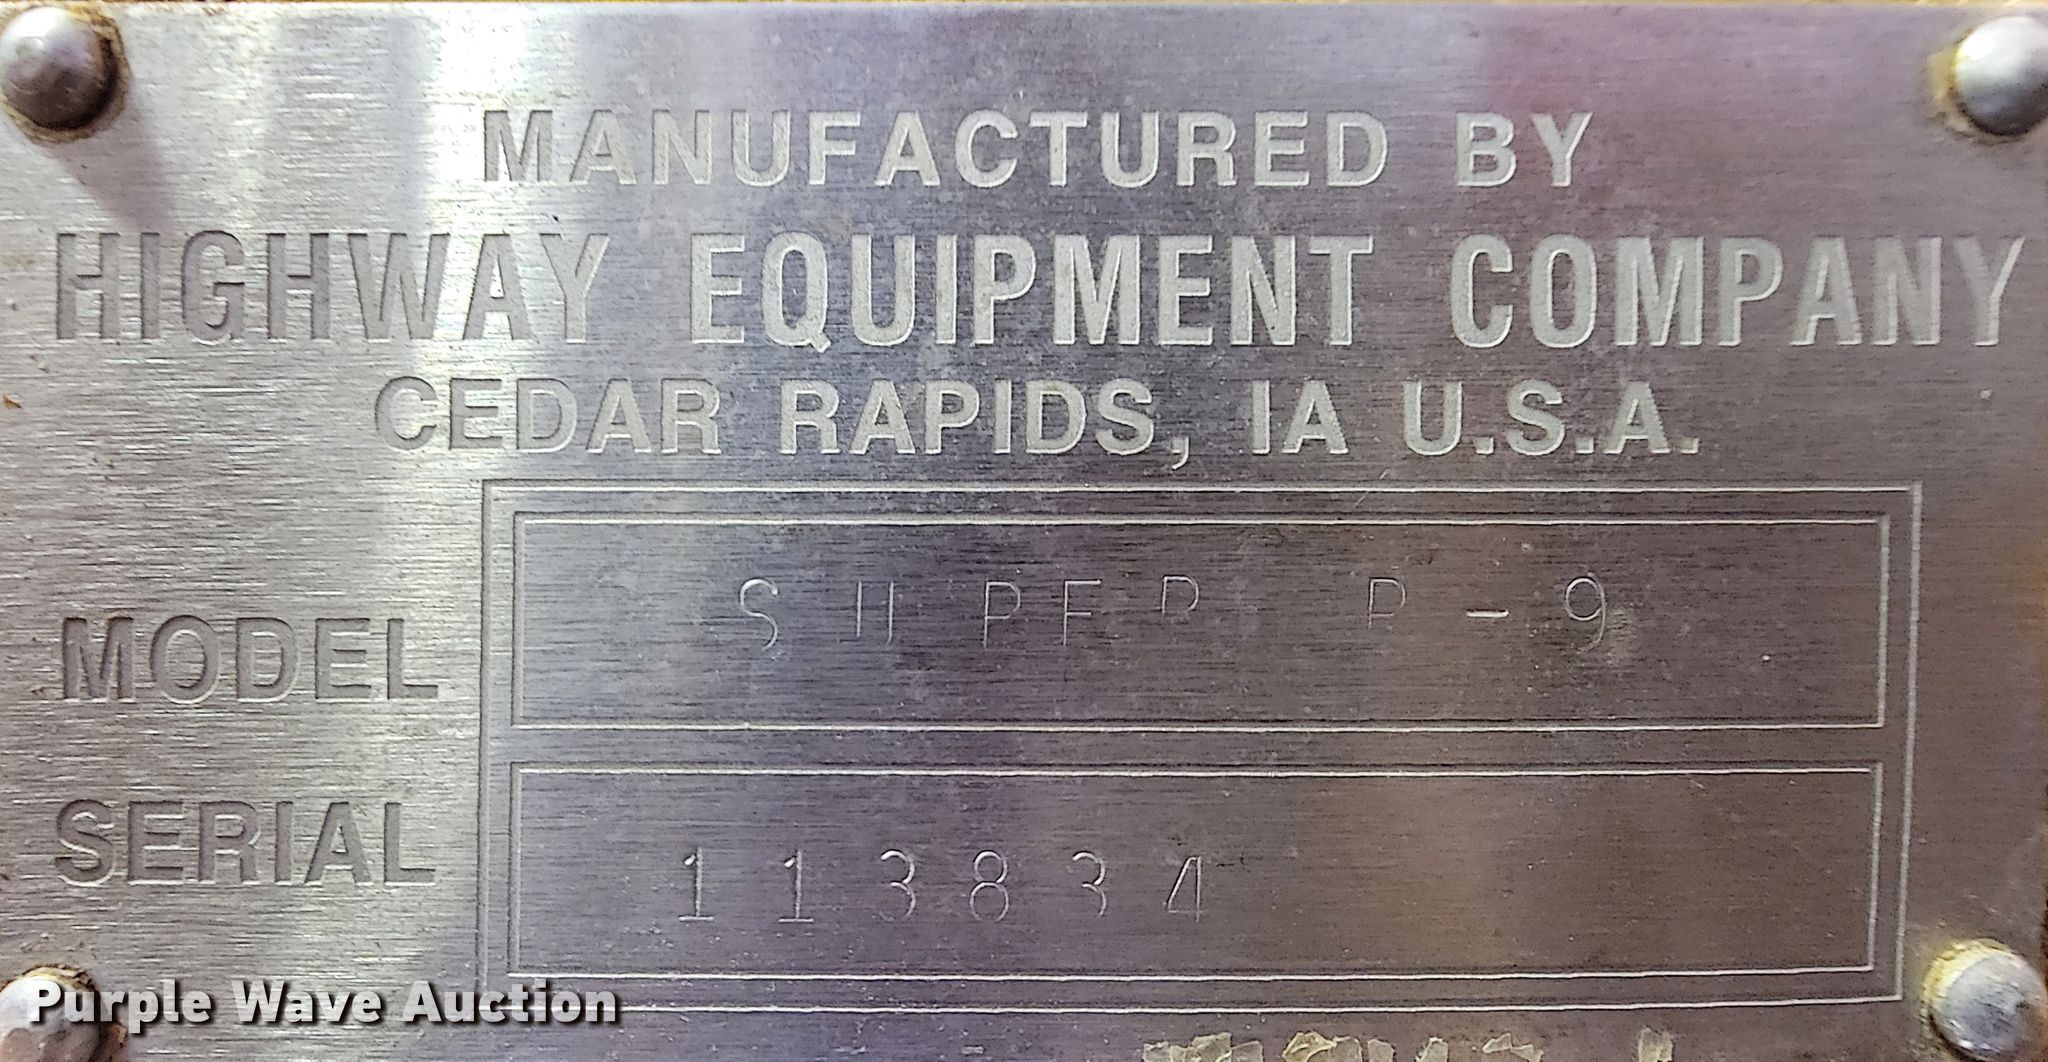 MANUFACTURED BY
HIGHWAY EQUIPMENT COMPANY
CEDAR RAPIDS, IA U.S.A.
MODEL SUPER P-9
SERIAL 113834
Purple Wave Auction